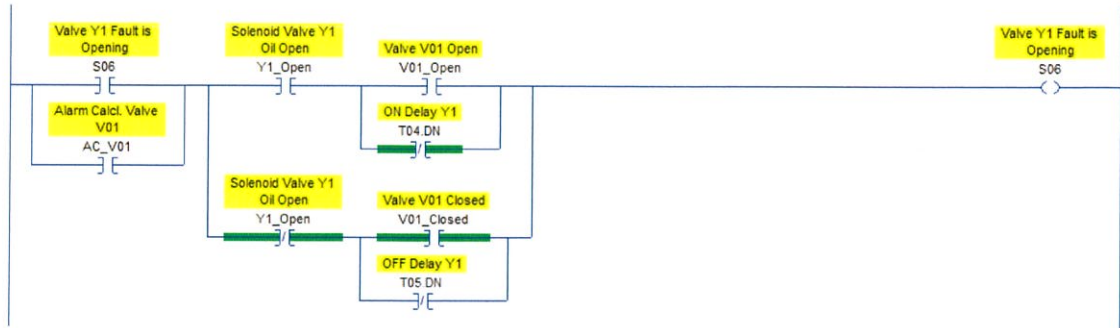 Valve Y1 Fault is
Opening
S06
Solenoid Valve Y1
Oil Open
Y1_Open
Valve V01 Open
V01_Open
Valve Y1 Fault is
Opening
S06
Alarm Calcl. Valve
V01
AC_V01
ON Delay Y1
T04.DN
Solenoid Valve Y1
Oil Open
Y1_Open
Valve V01 Closed
V01_Closed
OFF Delay Y1
T05.DN